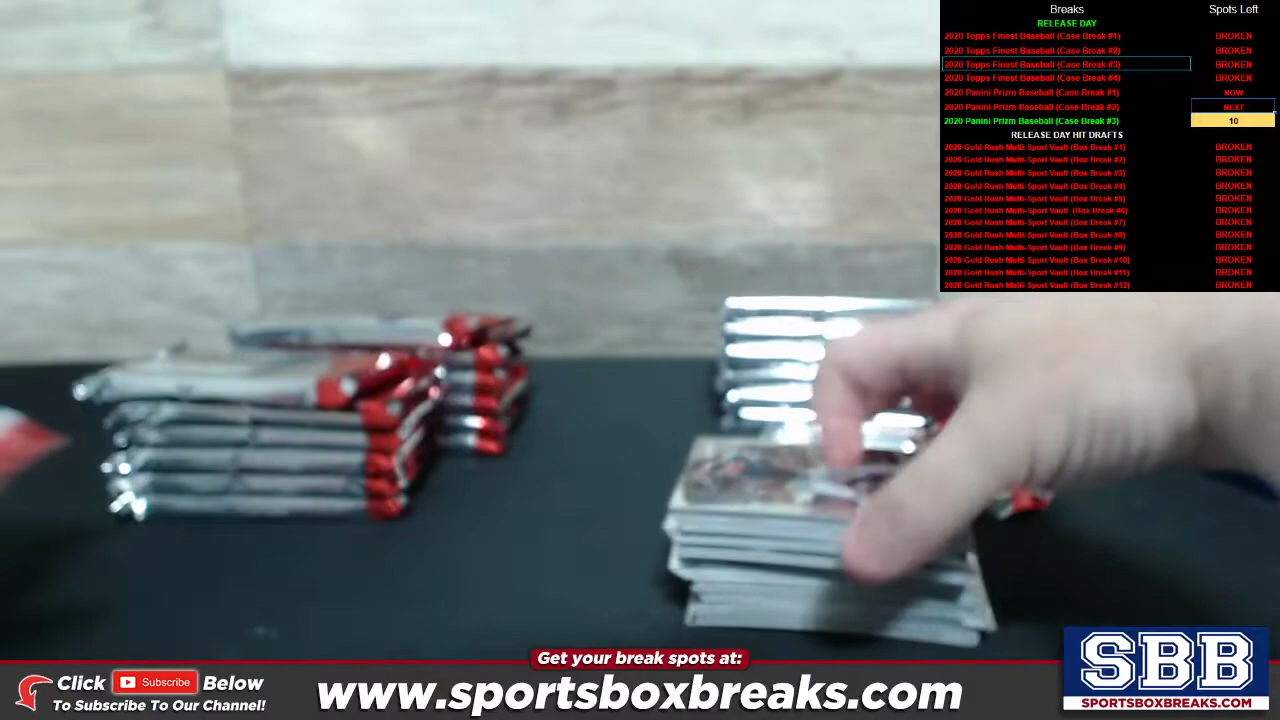 Breaks Spots Left
RELEASE DAY
2020 Topps Finest Baseball (Case Break #1) BROKEN
2020 Topps Finest Baseball (Case Break #2) BROKEN
2020 Topps Finest Baseball (Case Break #3) BROKEN
2020 Topps Finest Baseball (Case Break #4) BROKEN
2020 Panini Prizm Baseball (Case Break #1) NOW
2020 Panini Prizm Baseball (Case Break #2) NEXT
2020 Panini Prizm Baseball (Case Break #3) 10
RELEASE DAY HIT DRAFTS
2020 Gold Rush Multi-Sport Vault (Box Break #1) BROKEN
2020 Gold Rush Multi-Sport Vault (Box Break #2) BROKEN
2020 Gold Rush Multi-Sport Vault (Box Break #3) BROKEN
2020 Gold Rush Multi-Sport Vault (Box Break #4) BROKEN
2020 Gold Rush Multi-Sport Vault (Box Break #5) BROKEN
2020 Gold Rush Multi-Sport Vault (Box Break #6) BROKEN
2020 Gold Rush Multi-Sport Vault (Box Break #7) BROKEN
2020 Gold Rush Multi-Sport Vault (Box Break #8) BROKEN
2020 Gold Rush Multi-Sport Vault (Box Break #9) BROKEN
2020 Gold Rush Multi-Sport Vault (Box Break #10) BROKEN
2020 Gold Rush Multi-Sport Vault (Box Break #11) BROKEN
2020 Gold Rush Multi-Sport Vault (Box Break #12) BROKEN
Get your break spots at:
Click Subscribe Below
To Subscribe To Our Channel!
www.sportsboxbreaks.com
SBB
SPORTSBOXBREAKS.COM